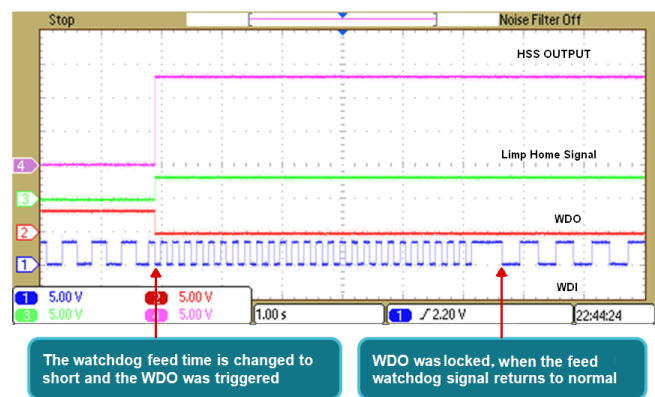 Stop
Noise Filter Off
HSS OUTPUT
4
Limp Home Signal
3
WDO
2
1
WDI
1 5.00 V 2 5.00 V
3 5.00 V 4 5.00 V
1.00 s
1 2.20 V
22:44:24
The watchdog feed time is changed to
short and the WDO was triggered
WDO was locked, when the feed
watchdog signal returns to normal